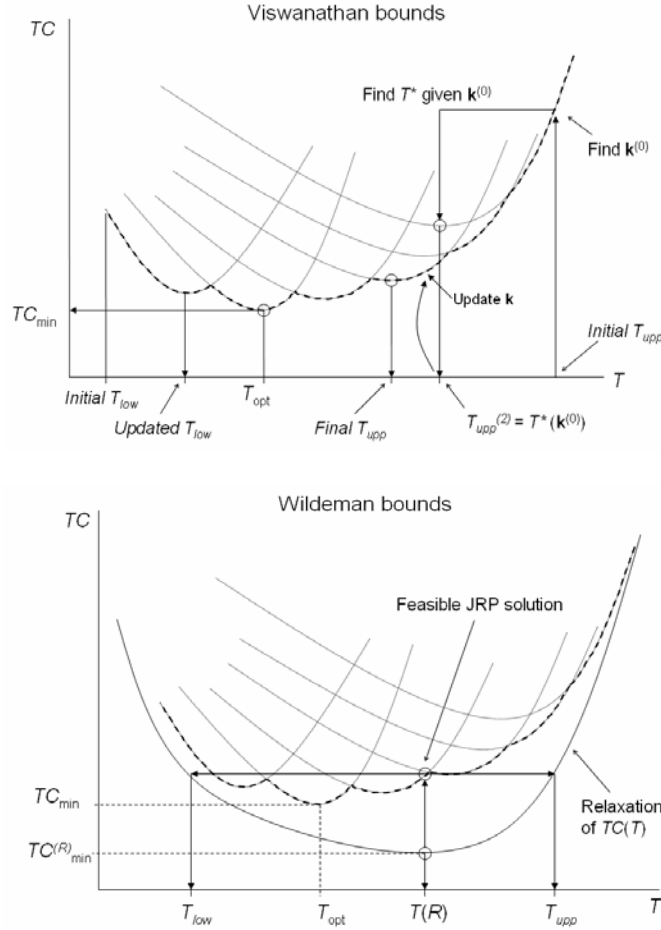 Viswanathan bounds
TC
Find T* given k(0)
Find k(0)
Update k
TCmin
Initial Tupp
T
Initial Tlow
Topt
Updated Tlow
Final Tupp
Tupp(2) = T*(k(0))
Wildeman bounds
TC
Feasible JRP solution
TCmin
Relaxation
of TC(T)
TC(R)min
Tlow
Topt
T(R)
Tupp
T